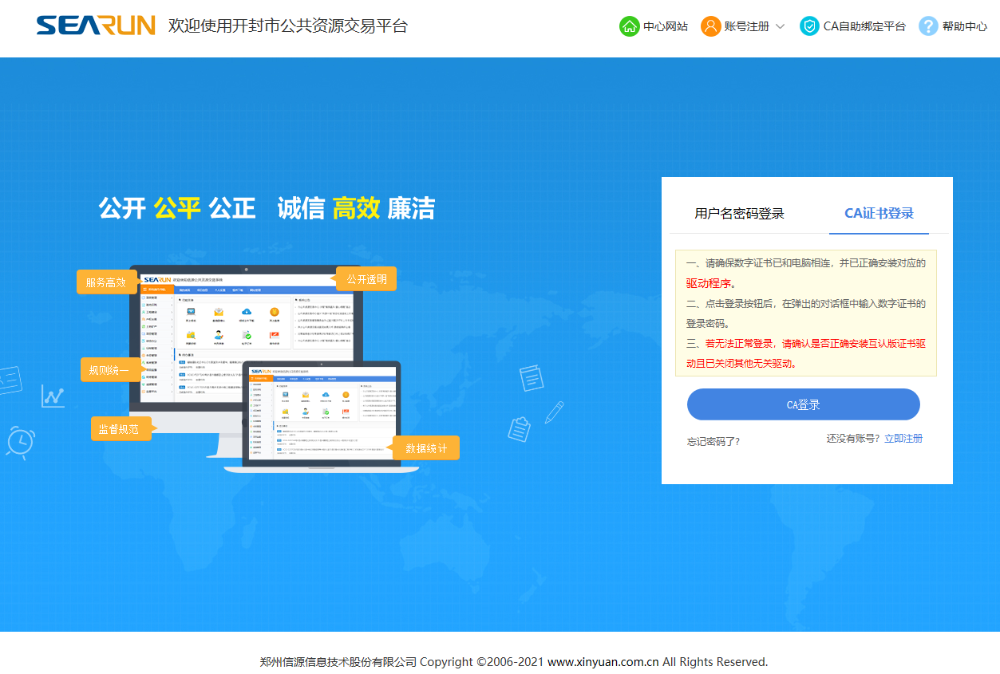 SEARUN 欢迎使用开封市公共资源交易平台
中心网站 账号注册 CA自助绑定平台 帮助中心
公开 公平 公正 诚信 高效 廉洁
服务高效
公开透明
规则统一
监督规范
数据统计
SEARUN
SEARUN
用户名密码登录 CA证书登录
一、请确保数字证书已和电脑相连，并已正确安装对应的
驱动程序。
二、点击登录按钮后，在弹出的对话框中输入数字证书的
登录密码。
三、若无法正常登录，请确认是否正确安装互认版证书驱
动且已关闭其他无关驱动。
CA登录
忘记密码了? 还没有账号? 立即注册
郑州信源信息技术股份有限公司 Copyright ©2006-2021 www.xinyuan.com.cn All Rights Reserved.